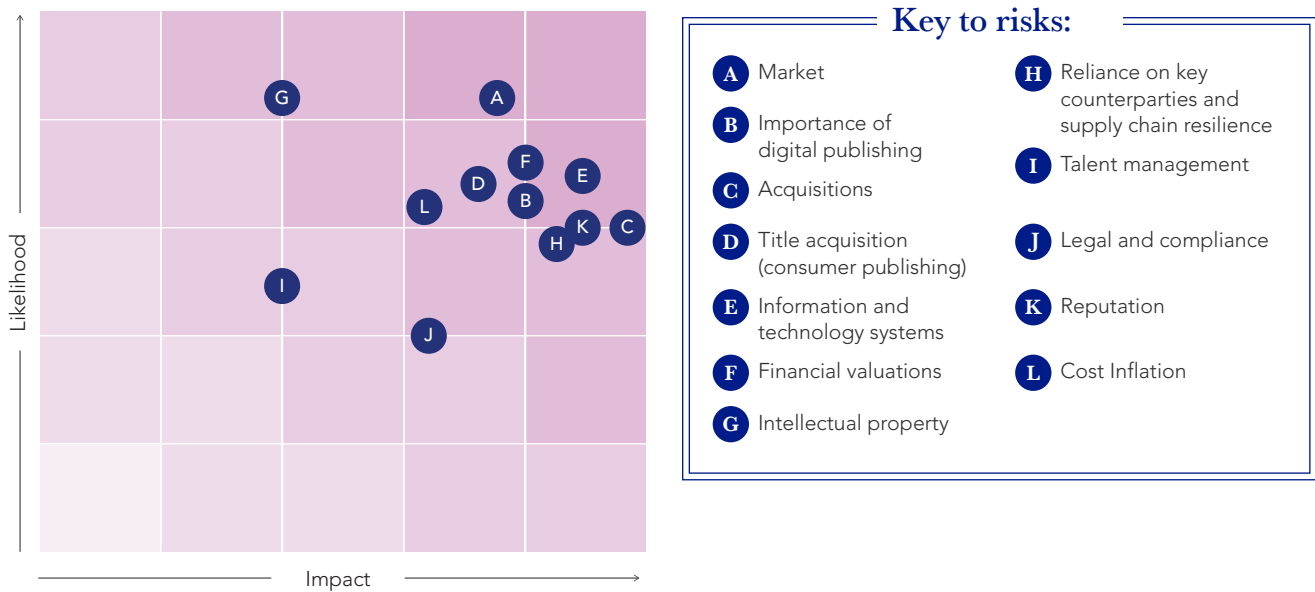 Likelihood
G
A
F
E
D
B
L
K
C
H
I
J
Impact
Key to risks:
A Market
B Importance of
digital publishing
C Acquisitions
D Title acquisition
(consumer publishing)
E Information and
technology systems
F Financial valuations
G Intellectual property
H Reliance on key
counterparties and
supply chain resilience
I Talent management
J Legal and compliance
K Reputation
L Cost Inflation